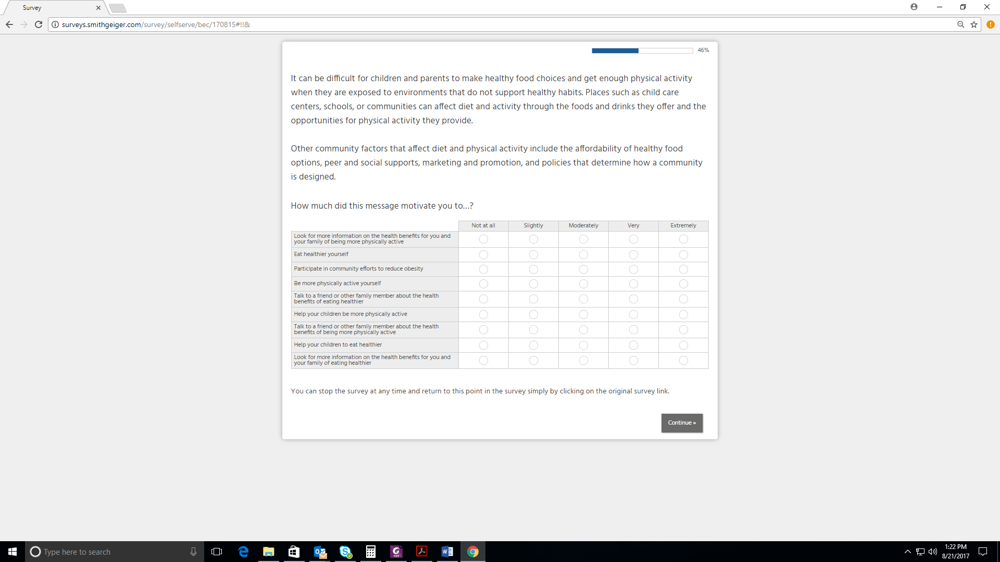 Survey
surveys.smithgeiger.com/survey/selfserve/bec/170815#!!&
46%
It can be difficult for children and parents to make healthy food choices and get enough physical activity
when they are exposed to environments that do not support healthy habits. Places such as child care
centers, schools, or communities can affect diet and activity through the foods and drinks they offer and the
opportunities for physical activity they provide.
Other community factors that affect diet and physical activity include the affordability of healthy food
options, peer and social supports, marketing and promotion, and policies that determine how a community
is designed.
How much did this message motivate you to...?
Not at all Slightly Moderately Very Extremely
Look for more information on the health benefits for you and
your family of being more physically active
Eat healthier yourself
Participate in community efforts to reduce obesity
Be more physically active yourself
Talk to a friend or other family member about the health
benefits of eating healthier
Help your children be more physically active
Talk to a friend or other family member about the health
benefits of being more physically active
Help your children to eat healthier
Look for more information on the health benefits for you and
your family of eating healthier
You can stop the survey at any time and return to this point in the survey simply by clicking on the original survey link.
Continue »
Type here to search
1:22 PM
8/21/2017